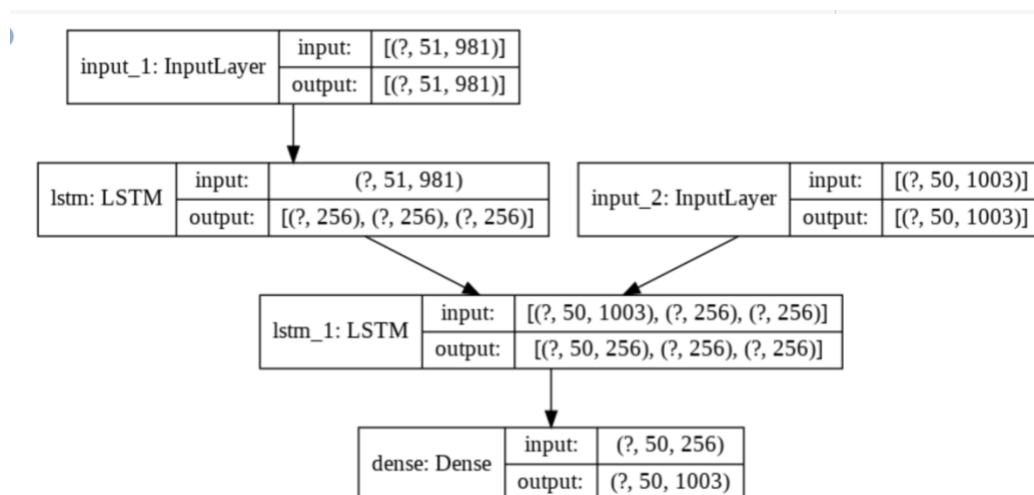 input_1: InputLayer
input: [(?, 51, 981)]
output: [(?, 51, 981)]
lstm: LSTM
input: (?, 51, 981)
output: [(?, 256), (?, 256), (?, 256)]
input_2: InputLayer
input: [(?, 50, 1003)]
output: [(?, 50, 1003)]
lstm_1: LSTM
input: [(?, 50, 1003), (?, 256), (?, 256)]
output: [(?, 50, 256), (?, 256), (?, 256)]
dense: Dense
input: (?, 50, 256)
output: (?, 50, 1003)